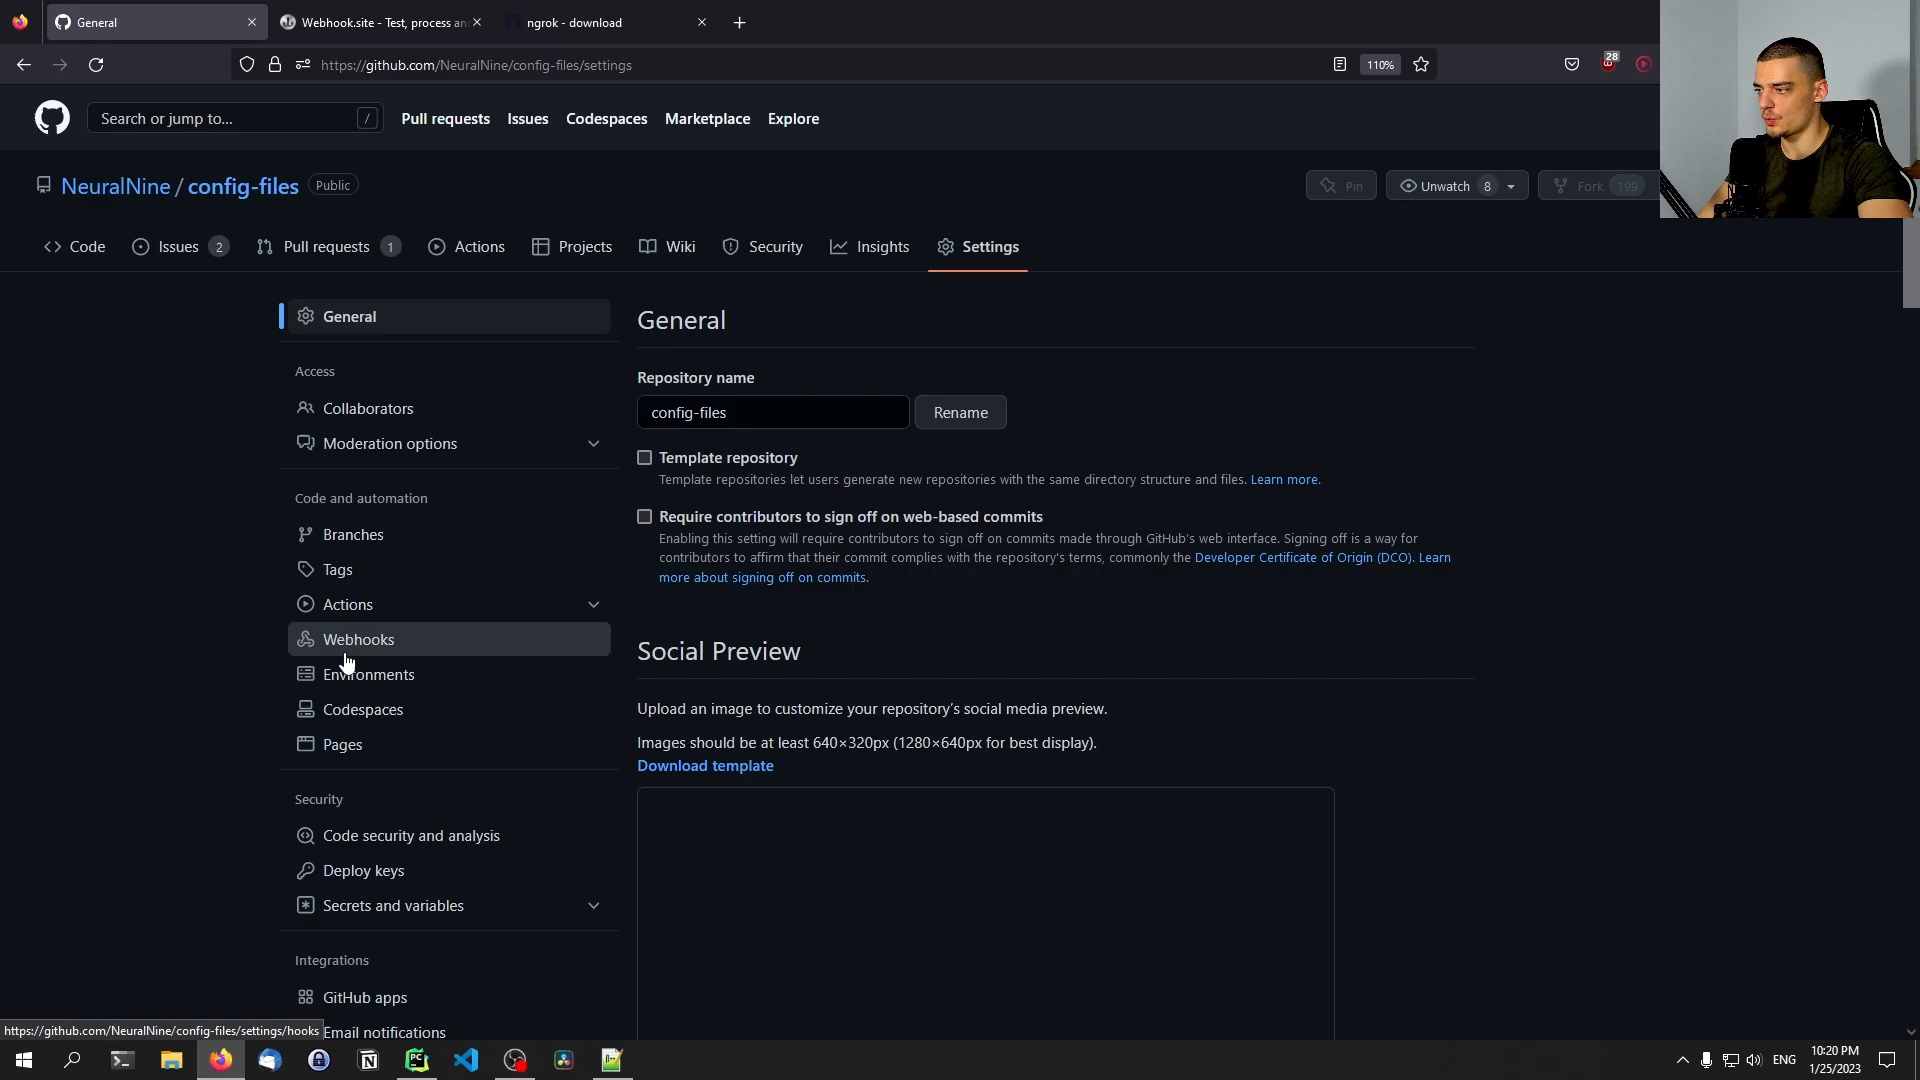 General
Webhook.site - Test, process an
ngrok - download
https://github.com/NeuralNine/config-files/settings
110%
28
Search or jump to...
/
Pull requests
Issues
Codespaces
Marketplace
Explore
NeuralNine / config-files
Public
Pin
Unwatch 8
Fork 199
Code
Issues 2
Pull requests 1
Actions
Projects
Wiki
Security
Insights
Settings
General
Access
Collaborators
Moderation options
Code and automation
Branches
Tags
Actions
Webhooks
Environments
Codespaces
Pages
Security
Code security and analysis
Deploy keys
Secrets and variables
Integrations
GitHub apps
Email notifications
General
Repository name
config-files
Rename
Template repository
Template repositories let users generate new repositories with the same directory structure and files. Learn more.
Require contributors to sign off on web-based commits
Enabling this setting will require contributors to sign off on commits made through GitHub's web interface. Signing off is a way for
contributors to affirm that their commit complies with the repository's terms, commonly the Developer Certificate of Origin (DCO). Learn
more about signing off on commits.
Social Preview
Upload an image to customize your repository's social media preview.
Images should be at least 640×320px (1280×640px for best display).
Download template
https://github.com/NeuralNine/config-files/settings/hooks
ENG
10:20 PM
1/25/2023